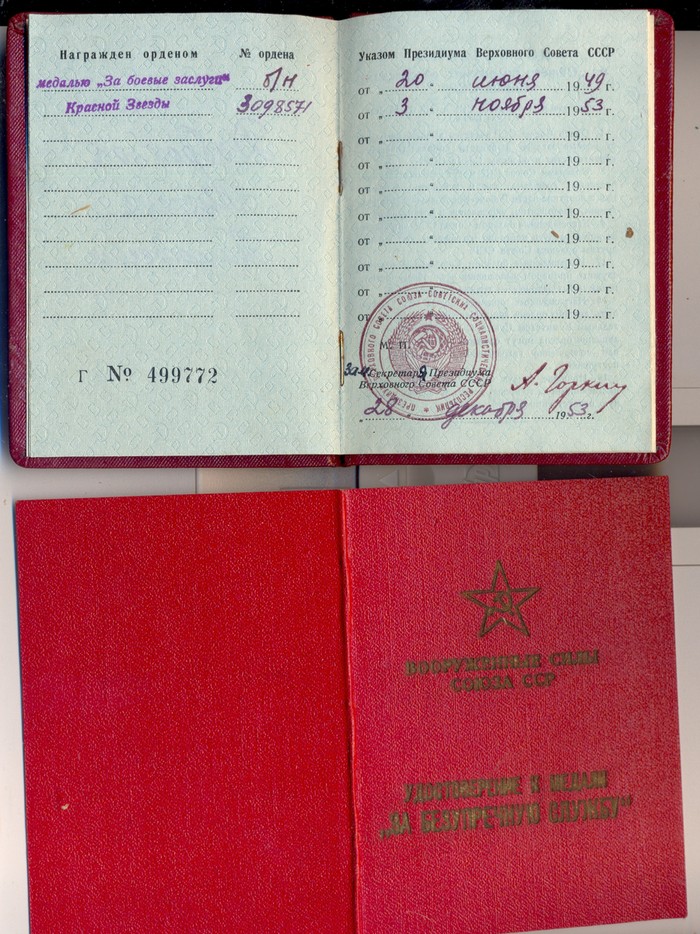 Награжден орденом № ордена
медалью „За боевые заслуги“ б/н
Красной Звезды 3098571
Г № 499772
Указом Президиума Верховного Совета СССР
от „ 20 “ июня 1949 г.
от „ 3 “ ноября 1953 г.
от „ “ 19 г.
от „ “ 19 г.
от „ “ 19 г.
от „ “ 19 г.
от „ “ 19 г.
от „ “ 19 г.
от „ “ 19 г.
от „ “ 19 г.
М. П.
Зам. Секретаря Президиума
Верховного Совета СССР
А. Горкин
„ 28 декабря 1953 г.
ВООРУЖЕННЫЕ СИЛЫ
СОЮЗА ССР
УДОСТОВЕРЕНИЕ К МЕДАЛИ
„ЗА БЕЗУПРЕЧНУЮ СЛУЖБУ“